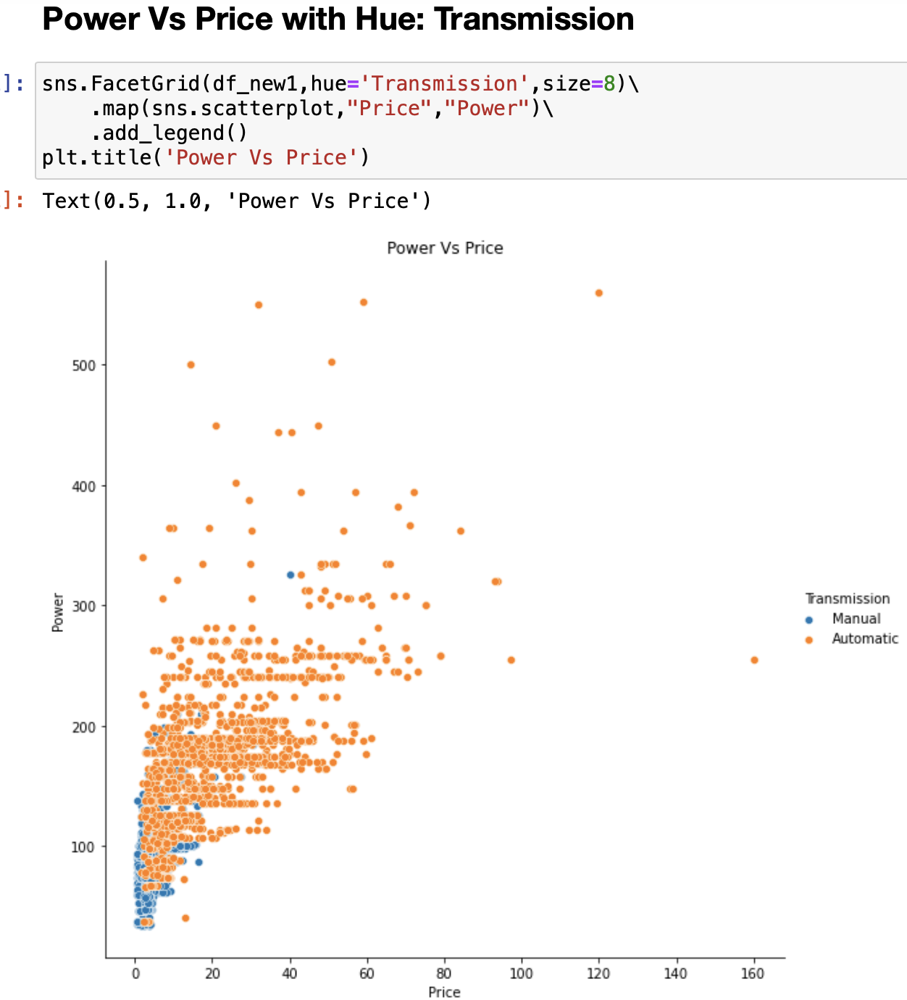 Power Vs Price with Hue: Transmission
]: sns.FacetGrid(df_new1,hue='Transmission',size=8)\
.map(sns.scatterplot,"Price","Power")\
.add_legend()
plt.title('Power Vs Price')
]: Text(0.5, 1.0, 'Power Vs Price')
Power Vs Price
500
400
300
200
100
Power
Transmission
Manual
Automatic
0 20 40 60 80 100 120 140 160
Price